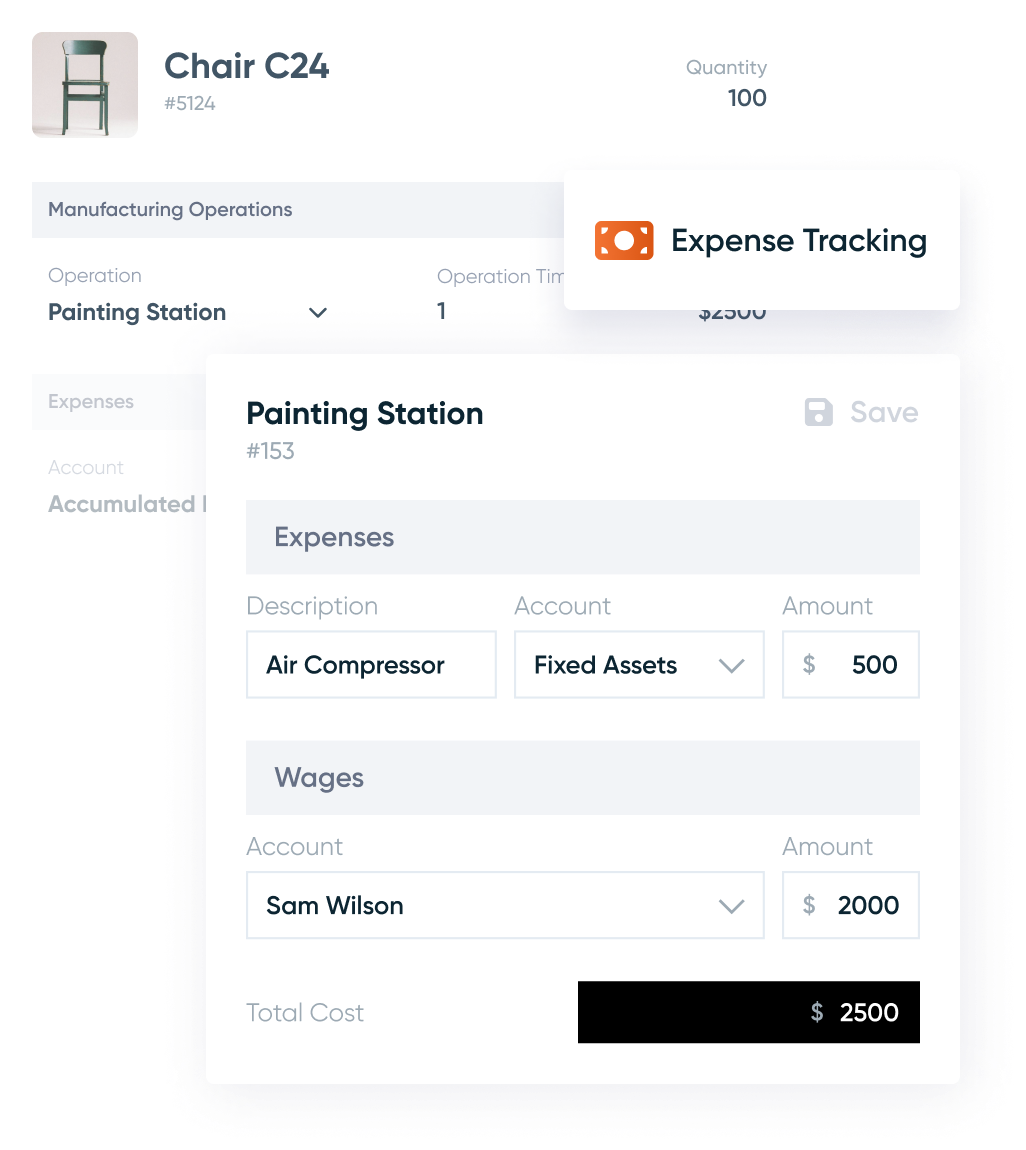 Chair C24
#5124
Quantity
100
Manufacturing Operations
Expense Tracking
Operation
Operation Tim
Painting Station
1
$2500
Expenses
Account
Accumulated
Painting Station
#153
Save
Expenses
Description Account Amount
Air Compressor Fixed Assets $ 500
Wages
Account Amount
Sam Wilson $ 2000
Total Cost $ 2500